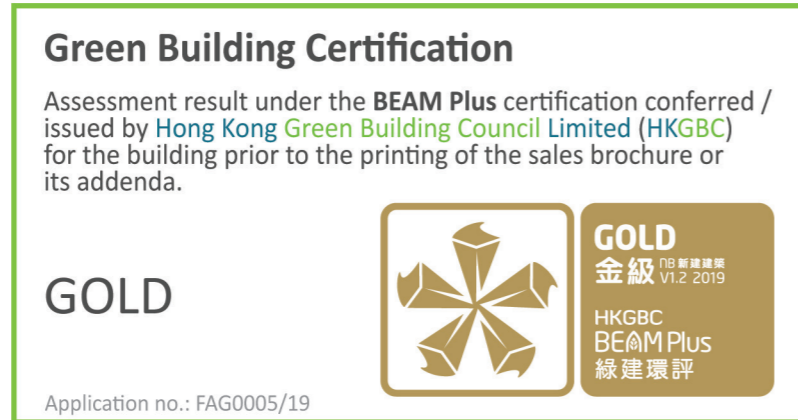 Green Building Certification
Assessment result under the BEAM Plus certification conferred /
issued by Hong Kong Green Building Council Limited (HKGBC)
for the building prior to the printing of the sales brochure or
its addenda.
GOLD
GOLD
金級 NB新建建築
V1.2 2019
HKGBC
BEAM Plus
綠建環評
Application no.: FAG0005/19